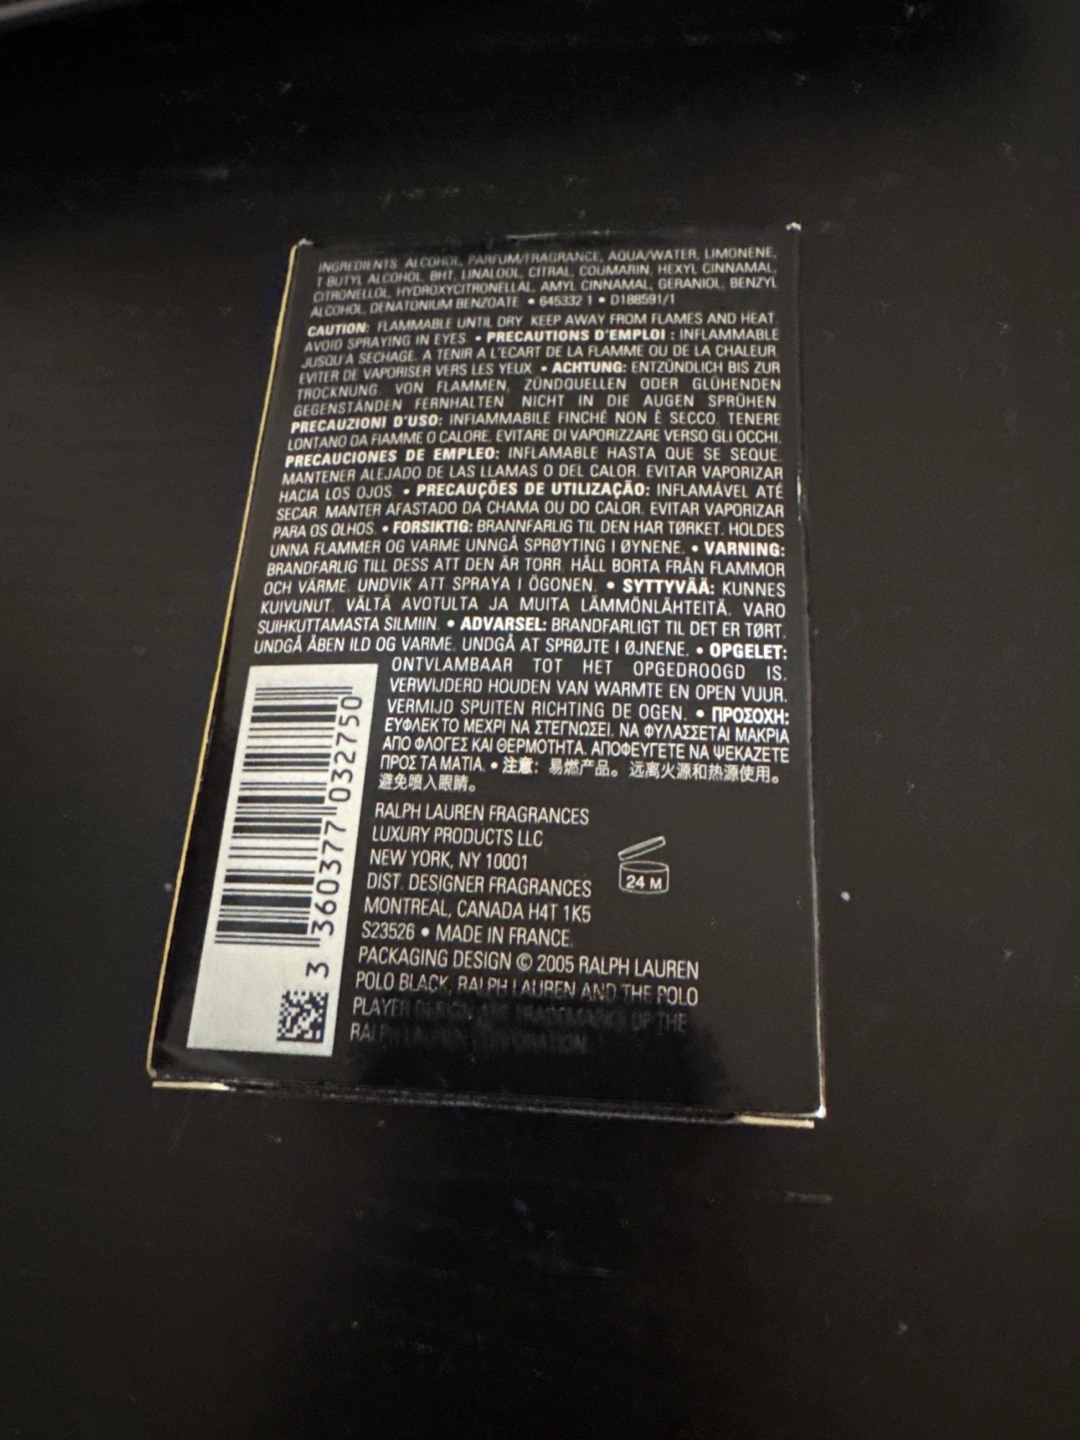 INGREDIENTS ALCOHOL, PARFUM/FRAGRANCE, AQUA/WATER, LIMONENE,
T BUTYL ALCOHOL, BHT, LINALOOL, CITRAL, COUMARIN, HEXYL CINNAMAL,
CITRONELLOL, HYDROXYCITRONELLAL, AMYL CINNAMAL, GERANIOL, BENZYL
ALCOHOL, DENATONIUM BENZOATE • 645332 1 • D188591/1
CAUTION: FLAMMABLE UNTIL DRY. KEEP AWAY FROM FLAMES AND HEAT.
AVOID SPRAYING IN EYES. • PRECAUTIONS D'EMPLOI : INFLAMMABLE
JUSQU'A SECHAGE. A TENIR A L'ECART DE LA FLAMME OU DE LA CHALEUR.
EVITER DE VAPORISER VERS LES YEUX. • ACHTUNG: ENTZÜNDLICH BIS ZUR
TROCKNUNG. VON FLAMMEN, ZÜNDQUELLEN ODER GLÜHENDEN
GEGENSTÄNDEN FERNHALTEN. NICHT IN DIE AUGEN SPRÜHEN.
PRECAUZIONI D'USO: INFIAMMABILE FINCHÉ NON È SECCO. TENERE
LONTANO DA FIAMME O CALORE. EVITARE DI VAPORIZZARE VERSO GLI OCCHI.
PRECAUCIONES DE EMPLEO: INFLAMABLE HASTA QUE SE SEQUE.
MANTENER ALEJADO DE LAS LLAMAS O DEL CALOR. EVITAR VAPORIZAR
HACIA LOS OJOS. • PRECAUÇÕES DE UTILIZAÇÃO: INFLAMÁVEL ATÉ
SECAR. MANTER AFASTADO DA CHAMA OU DO CALOR. EVITAR VAPORIZAR
PARA OS OLHOS. • FORSIKTIG: BRANNFARLIG TIL DEN HAR TØRKET. HOLDES
UNNA FLAMMER OG VARME. UNNGÅ SPRØYTING I ØYNENE. • VARNING:
BRANDFARLIG TILL DESS ATT DEN ÄR TORR. HÅLL BORTA FRÅN FLAMMOR
OCH VÄRME. UNDVIK ATT SPRAYA I ÖGONEN. • SYTTYVÄÄ: KUNNES
KUIVUNUT. VÄLTÄ AVOTULTA JA MUITA LÄMMÖNLÄHTEITÄ. VARO
SUIHKUTTAMASTA SILMIIN. • ADVARSEL: BRANDFARLIGT TIL DET ER TØRT.
UNDGÅ ÅBEN ILD OG VARME. UNDGÅ AT SPRØJTE I ØJNENE. • OPGELET:
ONTVLAMBAAR TOT HET OPGEDROOGD IS.
VERWIJDERD HOUDEN VAN WARMTE EN OPEN VUUR.
VERMIJD SPUITEN RICHTING DE OGEN. • ΠΡΟΣΟΧΗ:
ΕΥΦΛΕΚΤΟ ΜΕΧΡΙ ΝΑ ΣΤΕΓΝΩΣΕΙ. ΝΑ ΦΥΛΑΣΣΕΤΑΙ ΜΑΚΡΙΑ
ΑΠΟ ΦΛΟΓΕΣ ΚΑΙ ΘΕΡΜΟΤΗΤΑ. ΑΠΟΦΕΥΓΕΤΕ ΝΑ ΨΕΚΑΖΕΤΕ
ΠΡΟΣ ΤΑ ΜΑΤΙΑ. • 注意：易燃产品。远离火源和热源使用。
避免喷入眼睛。
RALPH LAUREN FRAGRANCES
LUXURY PRODUCTS LLC
NEW YORK, NY 10001
DIST. DESIGNER FRAGRANCES
MONTREAL, CANADA H4T 1K5
S23526 • MADE IN FRANCE.
PACKAGING DESIGN © 2005 RALPH LAUREN
POLO BLACK, RALPH LAUREN AND THE POLO
PLAYER DESIGN ARE TRADEMARKS OF THE
RALPH LAUREN CORPORATION.
24 M
3 360377 032750